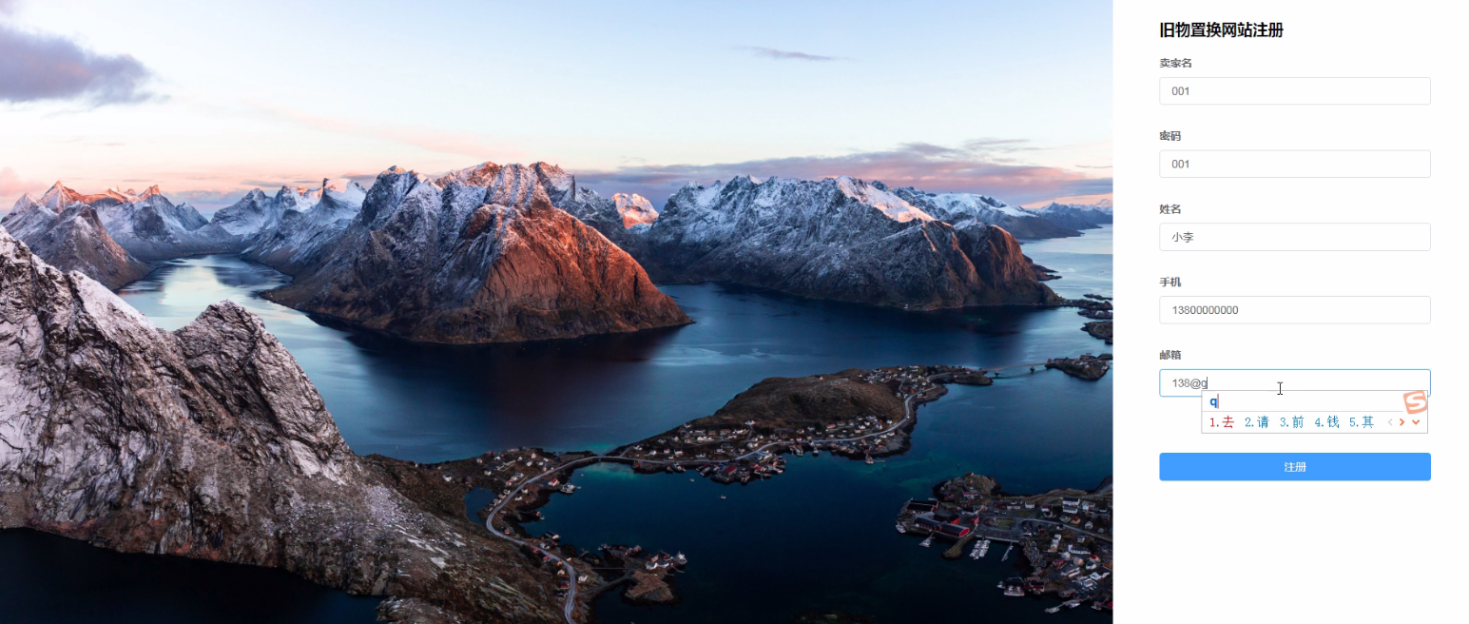 旧物置换网站注册
卖家名
001
密码
001
姓名
小李
手机
13800000000
邮箱
138@q
q
1.去 2.请 3.前 4.钱 5.其
注册